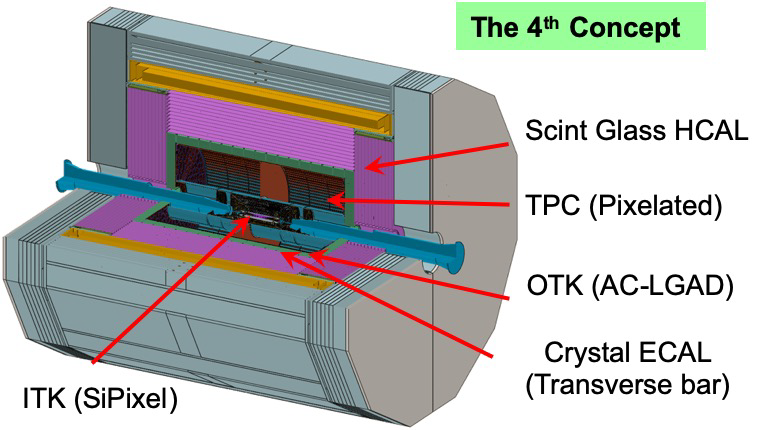 The 4th Concept
Scint Glass HCAL
TPC (Pixelated)
OTK (AC-LGAD)
Crystal ECAL
(Transverse bar)
ITK (SiPixel)